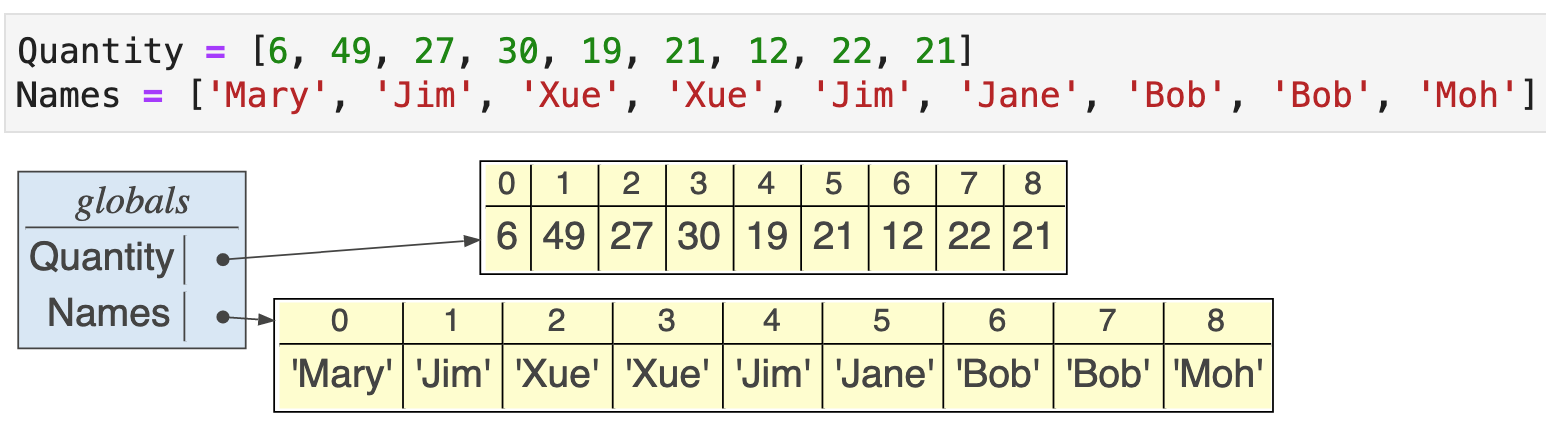 Quantity = [6, 49, 27, 30, 19, 21, 12, 22, 21]
Names = ['Mary', 'Jim', 'Xue', 'Xue', 'Jim', 'Jane', 'Bob', 'Bob', 'Moh']
globals
Quantity
Names
0 1 2 3 4 5 6 7 8
6 49 27 30 19 21 12 22 21
0 1 2 3 4 5 6 7 8
'Mary' 'Jim' 'Xue' 'Xue' 'Jim' 'Jane' 'Bob' 'Bob' 'Moh'